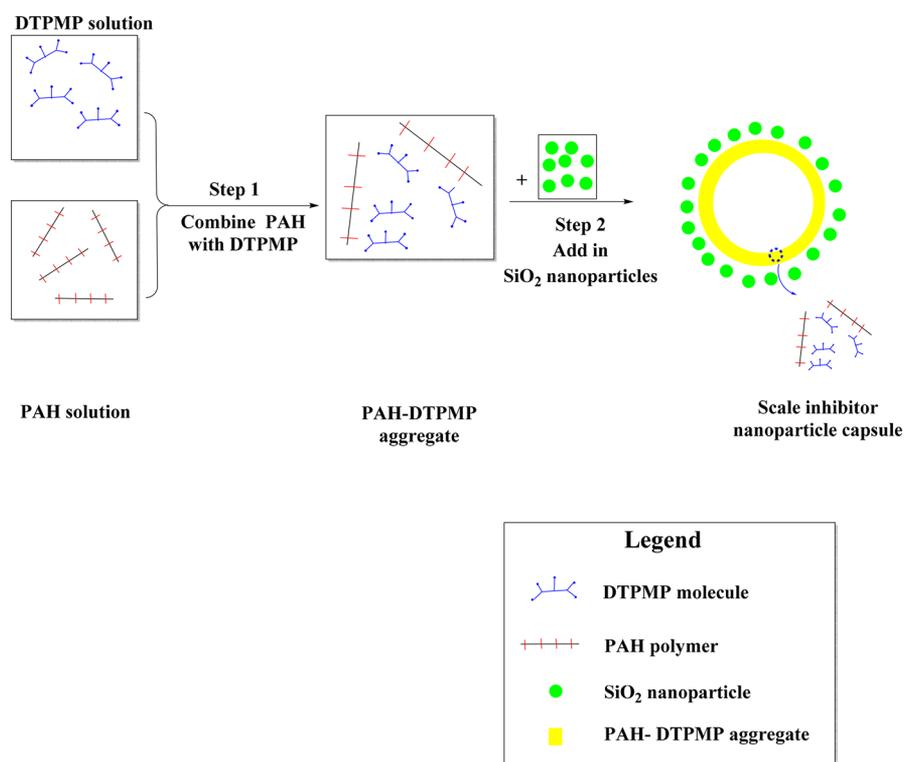 DTPMP solution
Step 1
Combine PAH
with DTPMP
+
Step 2
Add in
SiO₂ nanoparticles
PAH solution
PAH-DTPMP
aggregate
Scale inhibitor
nanoparticle capsule
Legend
DTPMP molecule
PAH polymer
SiO₂ nanoparticle
PAH- DTPMP aggregate